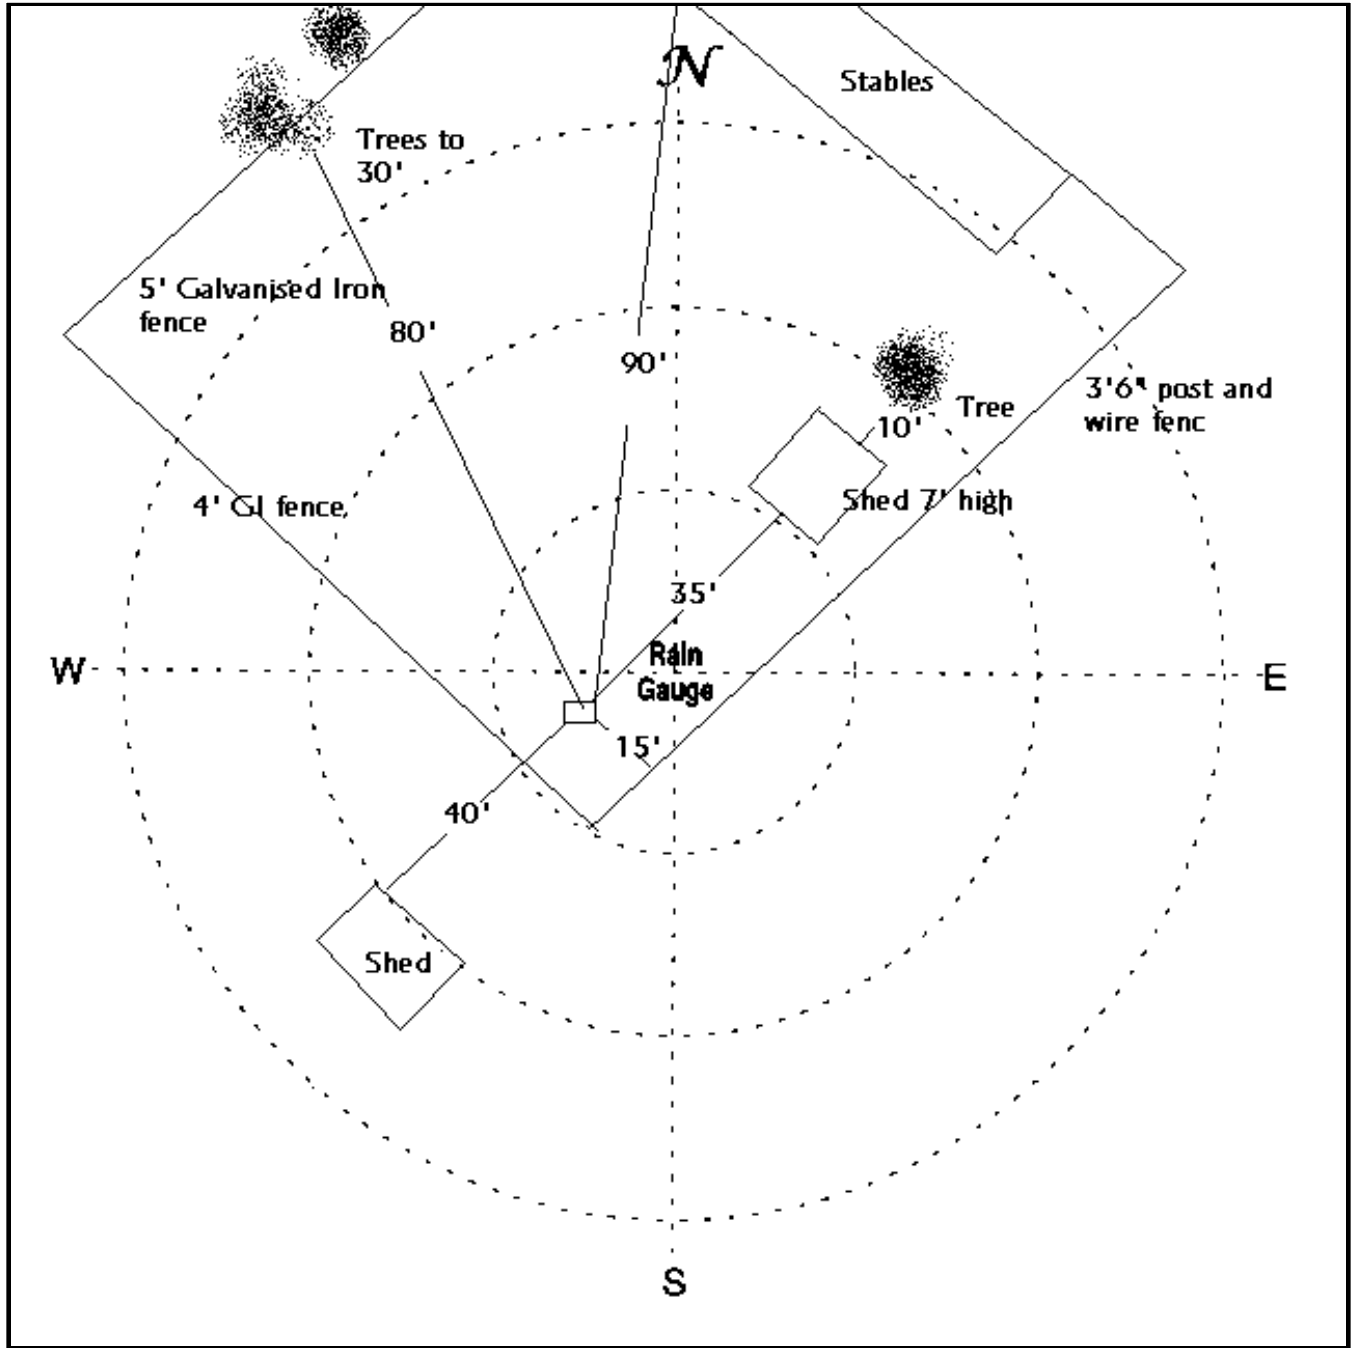 N
Stables
Trees to
30'
5' Galvanised Iron
fence
80'
90'
3'6" post and
wire fenc
Tree
10'
4' GI fence
Shed 7' high
35'
Rain
Gauge
W
E
15'
40'
Shed
S